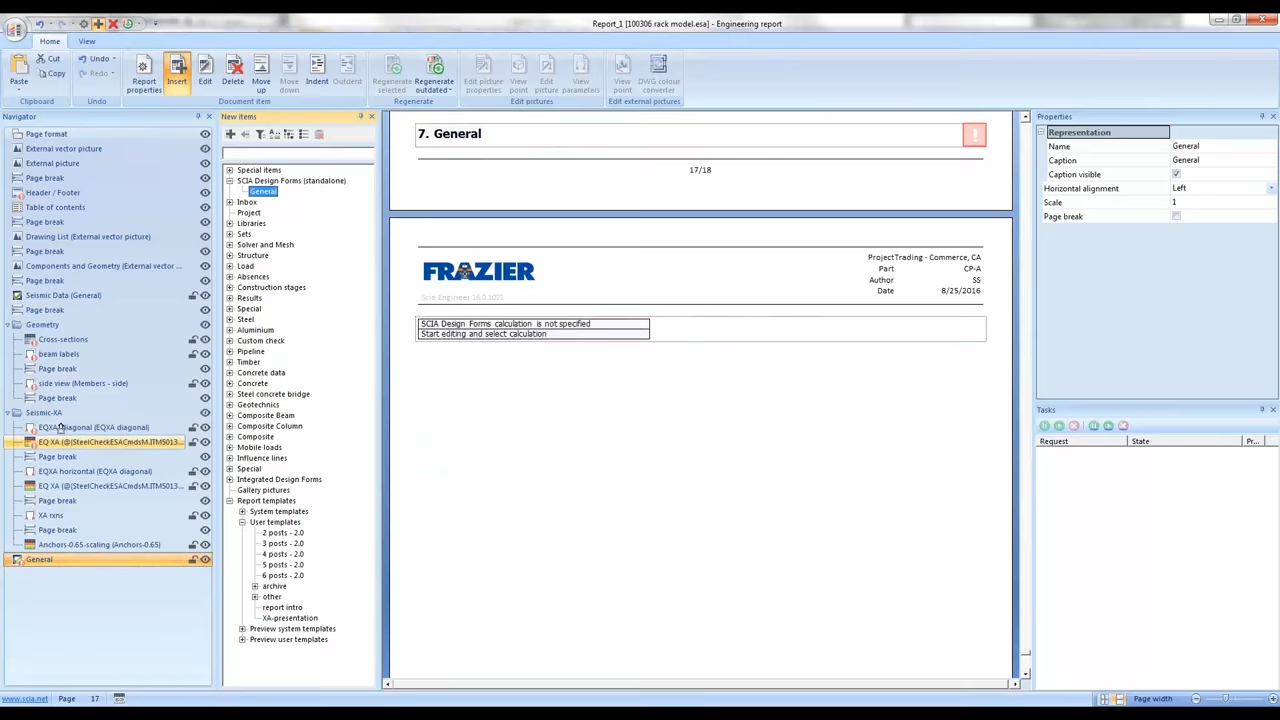 Report_1 [100306 rack model.esa] - Engineering report
Home View
Paste
Cut
Copy
Clipboard
Undo
Redo
Undo
Report properties
Insert
Edit
Delete
Move up
Move down
Indent
Outdent
Document item
Regenerate selected
Regenerate outdated
Regenerate
Edit picture properties
View point
Edit picture
View parameters
Edit pictures
View point
DWG colour converter
Edit external pictures
Navigator
Page format
External vector picture
External picture
Page break
Header / Footer
Table of contents
Page break
Drawing List (External vector picture)
Page break
Components and Geometry (External vector ...
Page break
Seismic Data (General)
Page break
Geometry
Cross-sections
beam labels
Page break
side view (Members - side)
Page break
Seismic-XA
EQXA diagonal (EQXA diagonal)
EQ XA (@(SteelCheckESACmdsM.ITM5013...
Page break
EQXA horizontal (EQXA diagonal)
EQ XA (@(SteelCheckESACmdsM.ITM5013...
Page break
XA rxns
Page break
Anchors-0.65-scaling (Anchors-0.65)
General
New items
Special items
SCIA Design Forms (standalone)
General
Inbox
Project
Libraries
Sets
Solver and Mesh
Structure
Load
Absences
Construction stages
Results
Special
Steel
Aluminium
Custom check
Pipeline
Timber
Concrete data
Concrete
Steel concrete bridge
Geotechnics
Composite Beam
Composite Column
Composite
Mobile loads
Influence lines
Special
Integrated Design Forms
Gallery pictures
Report templates
System templates
User templates
2 posts - 2.0
3 posts - 2.0
4 posts - 2.0
5 posts - 2.0
6 posts - 2.0
archive
other
report intro
XA-presentation
Preview system templates
Preview user templates
7. General
!
17/18
FRAZIER
Scia Engineer 16.0.1071
ProjectTrading - Commerce, CA
Part CP-A
Author SS
Date 8/25/2016
SCIA Design Forms calculation is not specified
Start editing and select calculation
Properties
Representation
Name General
Caption General
Caption visible
Horizontal alignment Left
Scale 1
Page break
Tasks
Request State Pr...
www.scia.net Page 17
Page width